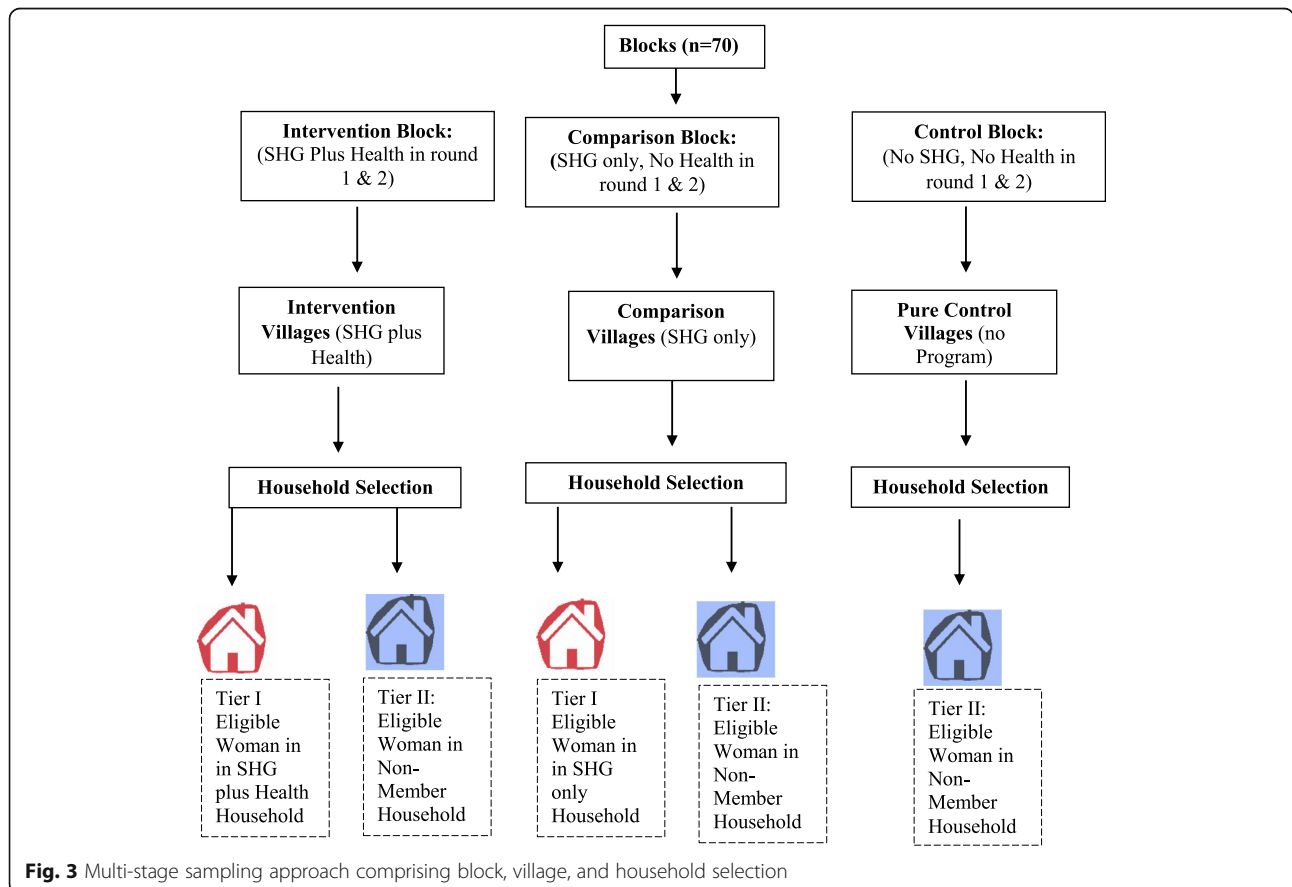 Blocks (n=70)
Intervention Block:
(SHG Plus Health in round
1 & 2)
Comparison Block:
(SHG only, No Health in
round 1 & 2)
Control Block:
(No SHG, No Health in
round 1 & 2)
Intervention
Villages (SHG plus
Health)
Comparison
Villages (SHG only)
Pure Control
Villages (no
Program)
Household Selection
Household Selection
Household Selection
Tier I
Eligible
Woman in
in SHG
plus Health
Household
Tier II:
Eligible
Woman in
Non-
Member
Household
Tier I
Eligible
Woman in
in SHG
only
Household
Tier II:
Eligible
Woman in
Non-
Member
Household
Tier II:
Eligible
Woman in
Non-
Member
Household
Fig. 3 Multi-stage sampling approach comprising block, village, and household selection